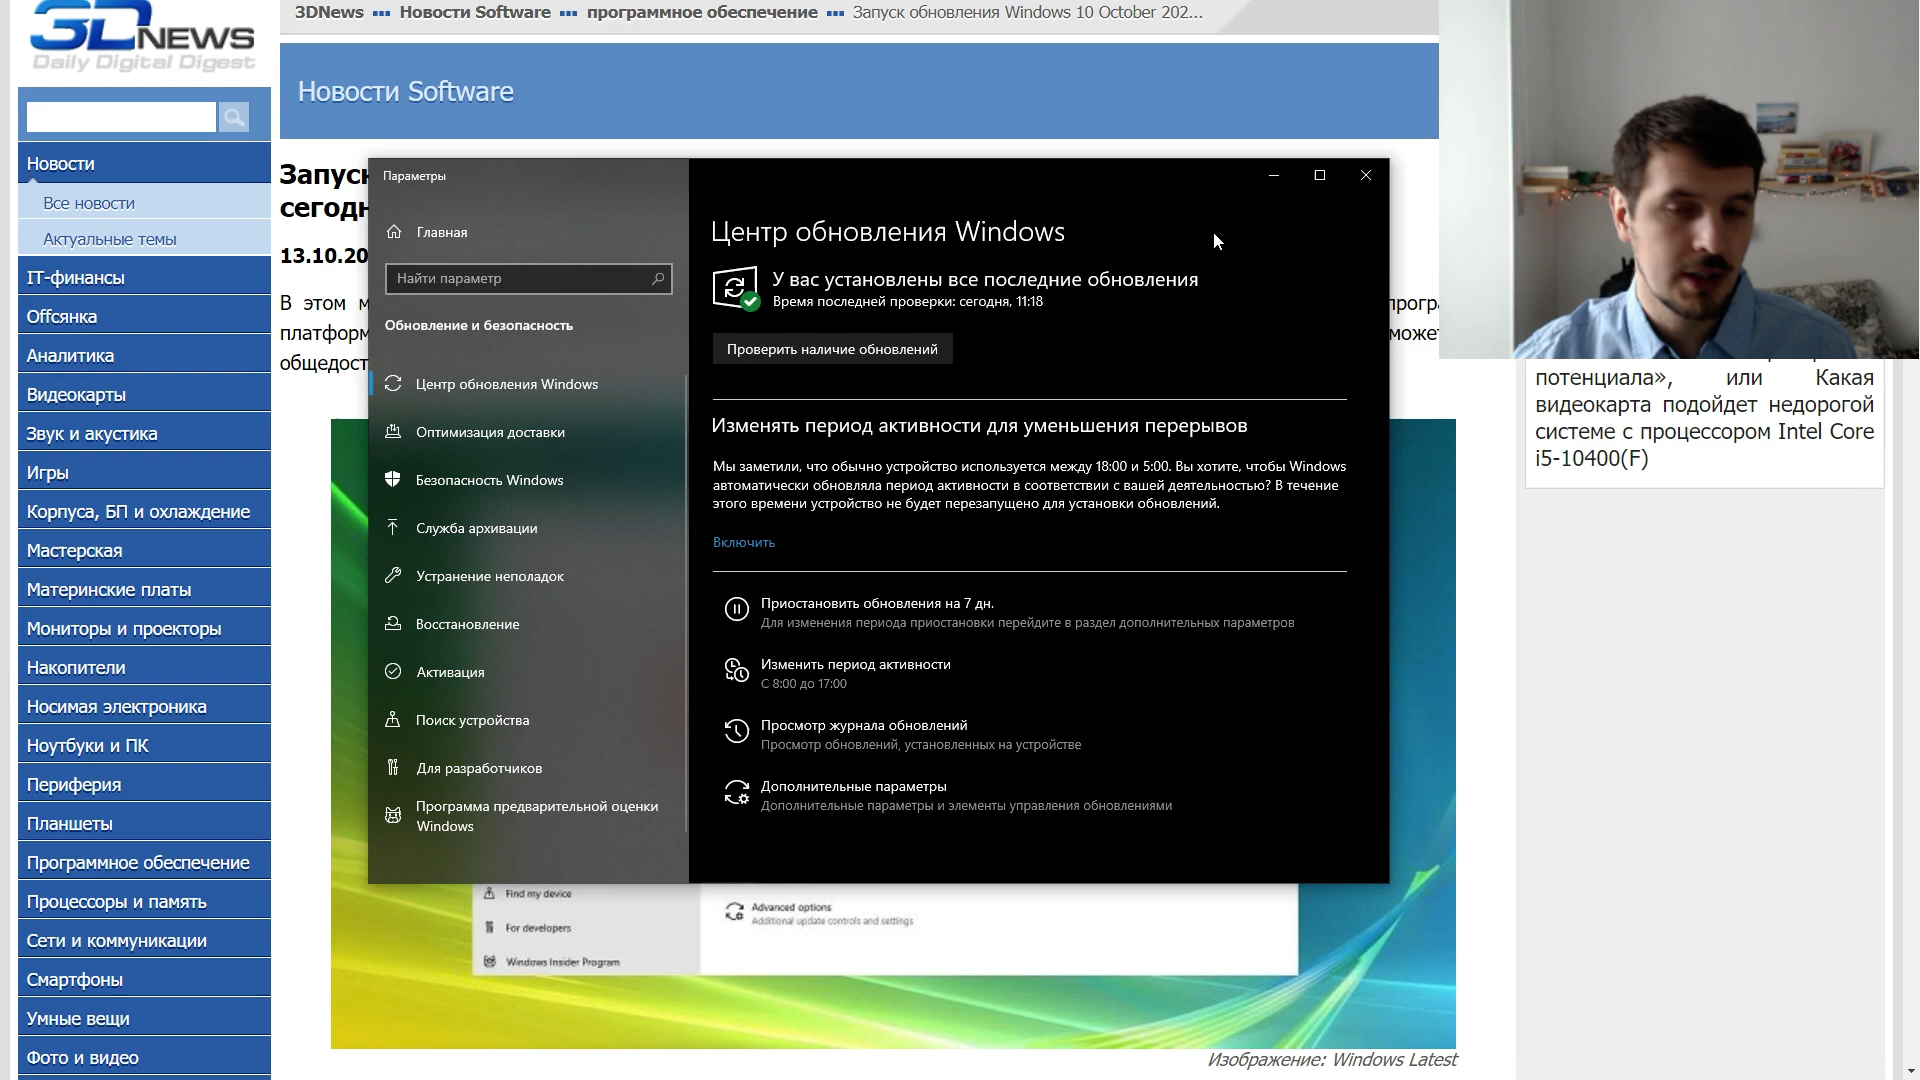 3DNEWS
Daily Digital Digest
3DNews Новости Software программное обеспечение Запуск обновления Windows 10 October 202...
Новости Software
Новости
Все новости
Актуальные темы
IT-финансы
Offсянка
Аналитика
Видеокарты
Звук и акустика
Игры
Корпуса, БП и охлаждение
Мастерская
Материнские платы
Мониторы и проекторы
Накопители
Носимая электроника
Ноутбуки и ПК
Периферия
Планшеты
Программное обеспечение
Процессоры и память
Сети и коммуникации
Смартфоны
Умные вещи
Фото и видео
13.10.20
В этом
Параметры
Главная
Найти параметр
Обновление и безопасность
Центр обновления Windows
Оптимизация доставки
Безопасность Windows
Служба архивации
Устранение неполадок
Восстановление
Активация
Поиск устройства
Для разработчиков
Программа предварительной оценки
Windows
Центр обновления Windows
У вас установлены все последние обновления
Время последней проверки: сегодня, 11:18
Проверить наличие обновлений
Изменять период активности для уменьшения перерывов
Мы заметили, что обычно устройство используется между 18:00 и 5:00. Вы хотите, чтобы Windows
автоматически обновляла период активности в соответствии с вашей деятельностью? В течение
этого времени устройство не будет перезапущено для установки обновлений.
Включить
Приостановить обновления на 7 дн.
Для изменения периода приостановки перейдите в раздел дополнительных параметров
Изменить период активности
С 8:00 до 17:00
Просмотр журнала обновлений
Просмотр обновлений, установленных на устройстве
Дополнительные параметры
Дополнительные параметры и элементы управления обновлениями
Find my device
For developers
Windows Insider Program
Advanced options
Additional update controls and settings
Изображение: Windows Latest
потенциала», или Какая
видеокарта подойдет недорогой
системе с процессором Intel Core
i5-10400(F)